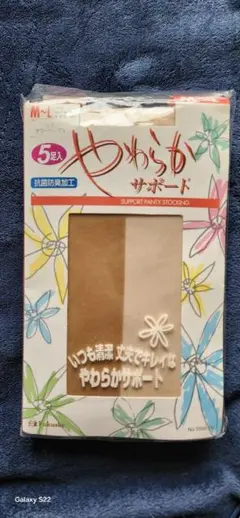 M~L
5足入
やわらか
抗菌防臭加工
サポート
SUPPORT PANTY STOCKING
いつも清潔 丈夫でキレイな
やわらかサポート
Galaxy S22